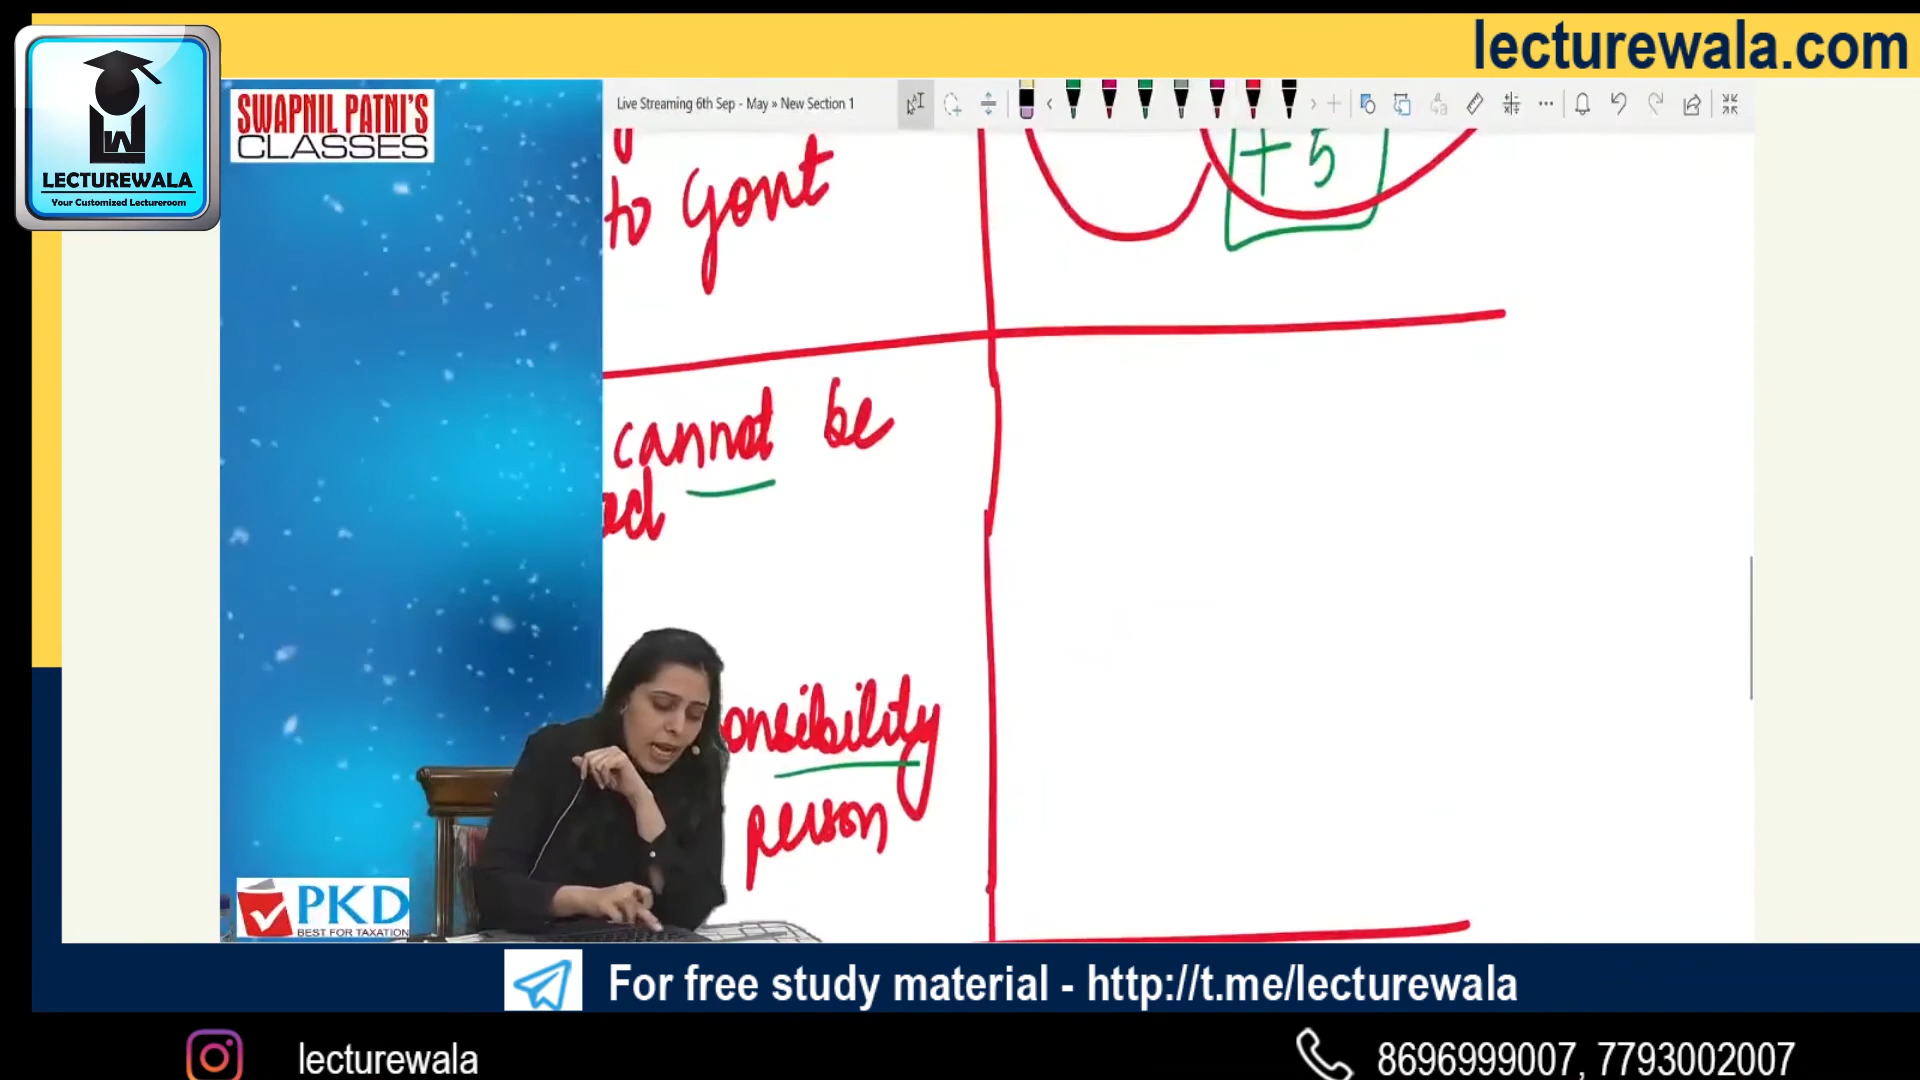 lecturewala.com
SWAPNIL PATNI'S
CLASSES
LECTUREWALA
Your Customized Lectureroom
Live Streaming 6th Sep - May » New Section 1
+ 5
to Govt
cannot be
onsibility
person
PKD
BEST FOR TAXATION
For free study material - http://t.me/lecturewala
lecturewala
8696999007, 7793002007